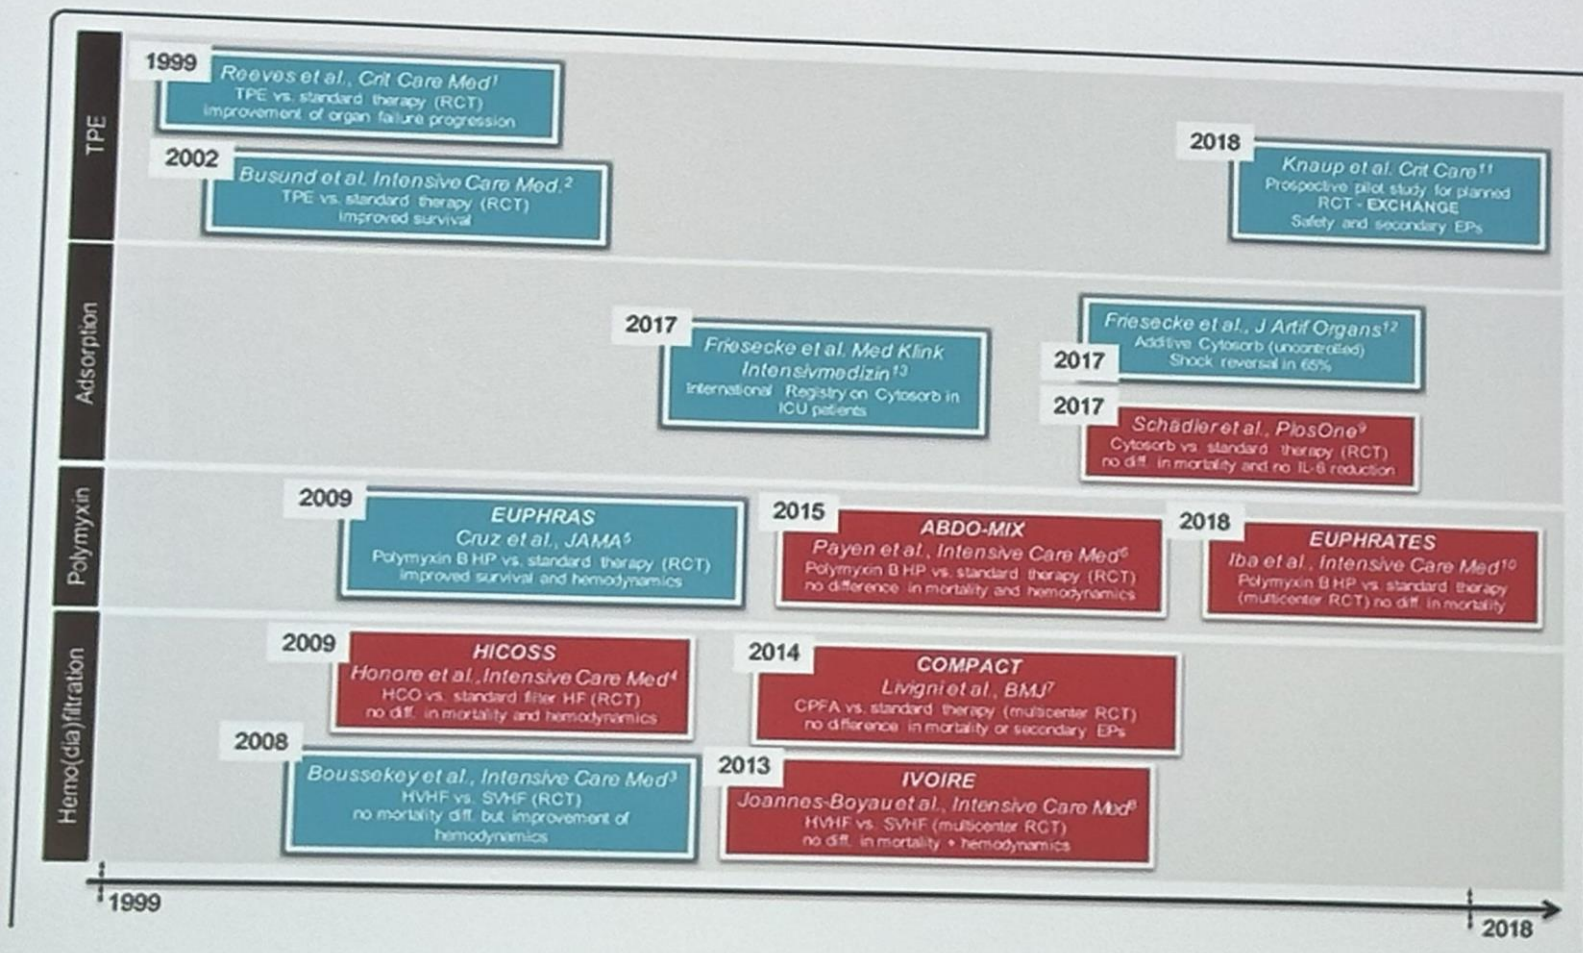 TPE
1999
Reeves et al., Crit Care Med¹
TPE vs. standard therapy (RCT)
improvement of organ failure progression
2002
Busund et al. Intensive Care Med.²
TPE vs. standard therapy (RCT)
improved survival
2018
Knaup et al. Crit Care¹¹
Prospective pilot study for planned
RCT - EXCHANGE
Safety and secondary EPs
Adsorption
2017
Friesecke et al. Med Klink
Intensivmedizin¹³
International Registry on Cytosorb in
ICU patients
2017
Friesecke et al., J Artif Organs¹²
Additive Cytosorb (uncontrolled)
Shock reversal in 65%
2017
Schädler et al., PlosOne⁹
Cytosorb vs. standard therapy (RCT)
no diff. in mortality and no IL-6 reduction
Polymyxin
2009
EUPHRAS
Cruz et al., JAMA⁵
Polymyxin B HP vs. standard therapy (RCT)
improved survival and hemodynamics
2015
ABDO-MIX
Payen et al., Intensive Care Med⁶
Polymyxin B HP vs. standard therapy (RCT)
no difference in mortality and hemodynamics
2018
EUPHRATES
Iba et al., Intensive Care Med¹⁰
Polymyxin B HP vs. standard therapy
(multicenter RCT) no diff. in mortality
Hemo(dia)filtration
2009
HICOSS
Honore et al., Intensive Care Med⁴
HCO vs. standard filter HF (RCT)
no diff. in mortality and hemodynamics
2014
COMPACT
Livigni et al., BMJ⁷
CPFA vs. standard therapy (multicenter RCT)
no difference in mortality or secondary EPs
2008
Boussekey et al., Intensive Care Med³
HVHF vs. SVHF (RCT)
no mortality diff. but improvement of
hemodynamics
2013
IVOIRE
Joannes-Boyau et al., Intensive Care Med⁸
HVHF vs. SVHF (multicenter RCT)
no diff. in mortality + hemodynamics
1999
2018